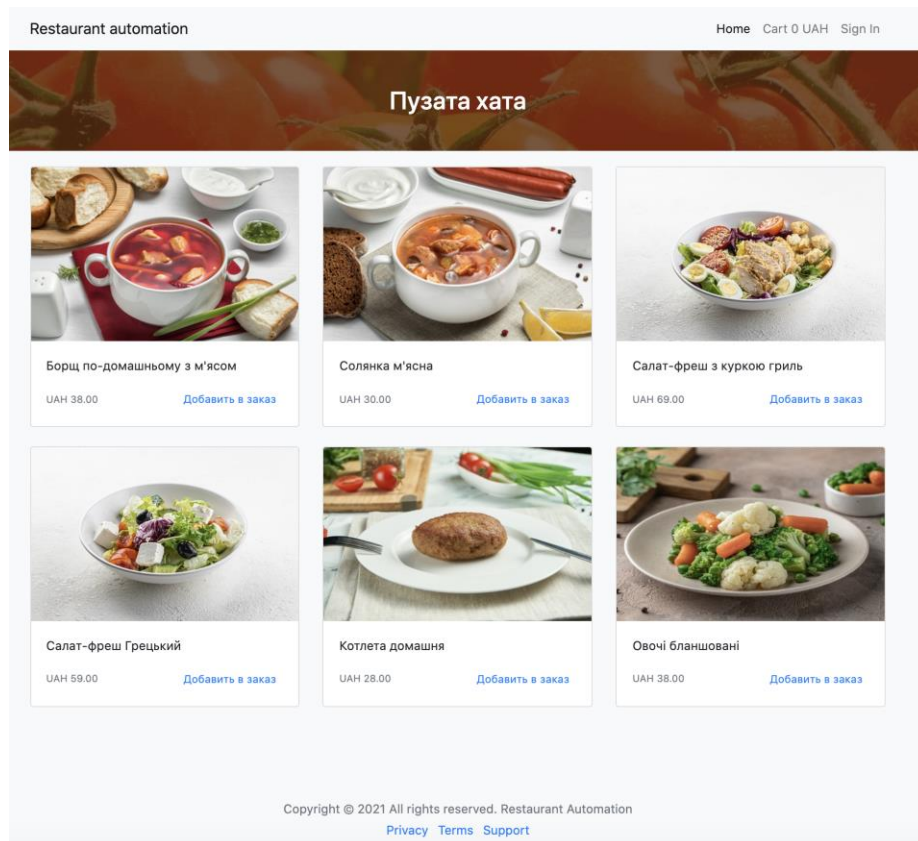 Restaurant automation
Home Cart 0 UAH Sign In
Пузата хата
Борщ по-домашньому з м'ясом
UAH 38.00 Добавить в заказ
Солянка м'ясна
UAH 30.00 Добавить в заказ
Салат-фреш з куркою гриль
UAH 69.00 Добавить в заказ
Салат-фреш Грецький
UAH 59.00 Добавить в заказ
Котлета домашня
UAH 28.00 Добавить в заказ
Овочі бланшовані
UAH 38.00 Добавить в заказ
Copyright © 2021 All rights reserved. Restaurant Automation
Privacy Terms Support